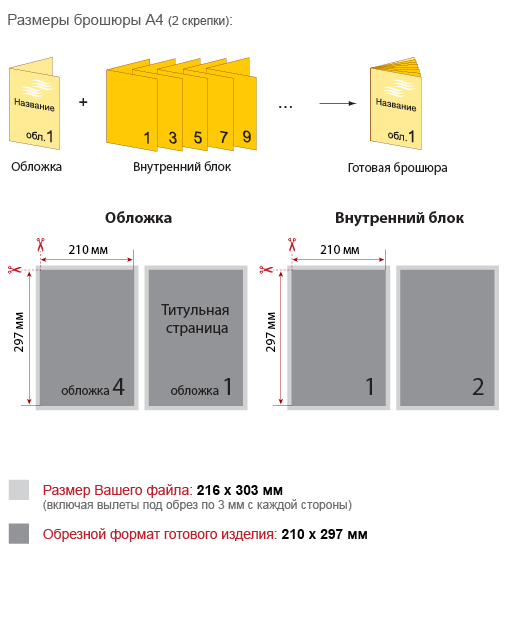 Размеры брошюры А4 (2 скрепки):
Название
обл.1
+
1 3 5 7 9
...
Название
обл.1
Обложка
Внутренний блок
Готовая брошюра
Обложка
Внутренний блок
210 мм
210 мм
297 мм
Титульная
страница
297 мм
обложка 4
обложка 1
1
2
Размер Вашего файла: 216 x 303 мм
(включая вылеты под обрез по 3 мм с каждой стороны)
Обрезной формат готового изделия: 210 x 297 мм